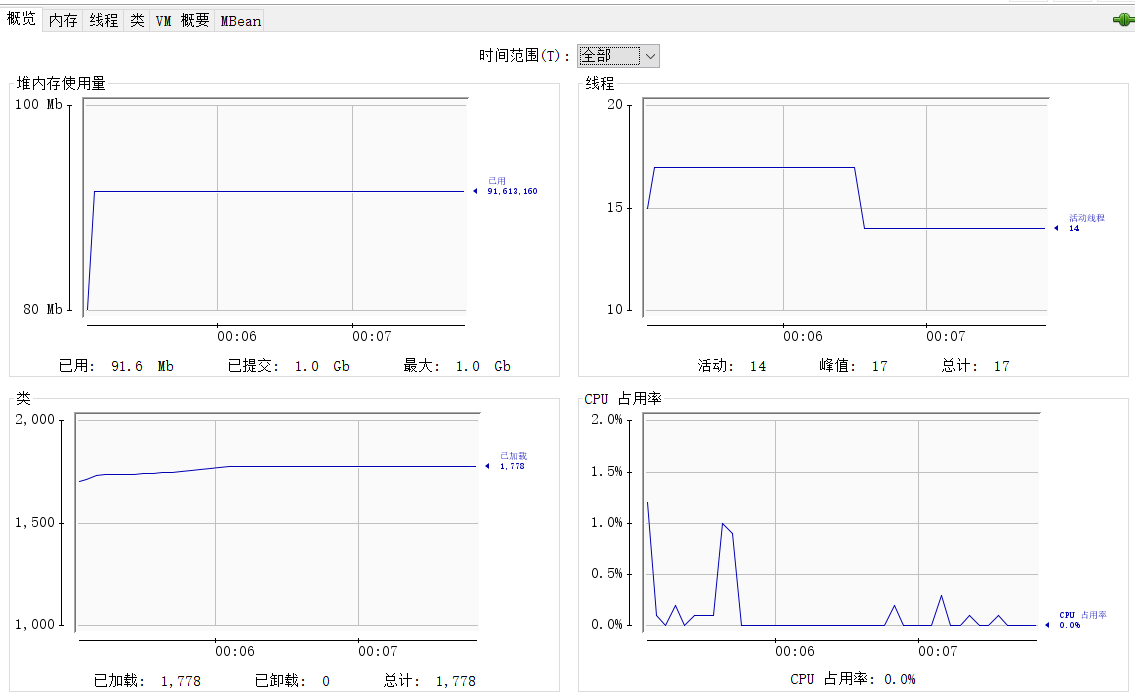 概览 内存 线程 类 VM 概要 MBean
时间范围(T): 全部
堆内存使用量
100 Mb
80 Mb
已用
91,613,160
00:06 00:07
已用: 91.6 Mb 已提交: 1.0 Gb 最大: 1.0 Gb
线程
20
15
10
活动线程
14
00:06 00:07
活动: 14 峰值: 17 总计: 17
类
2,000
1,500
1,000
已加载
1,778
00:06 00:07
已加载: 1,778 已卸载: 0 总计: 1,778
CPU 占用率
2.0%
1.5%
1.0%
0.5%
0.0%
CPU 占用率
0.0%
00:06 00:07
CPU 占用率: 0.0%